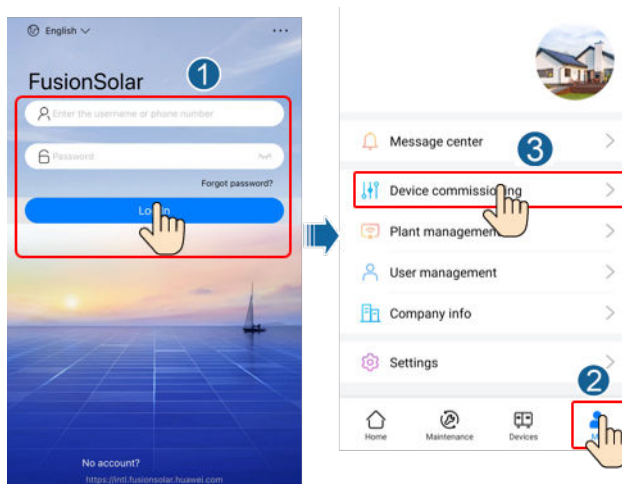 English
FusionSolar
1
Enter the username or phone number
Password
Forgot password?
Log In
No account?
https://intl.fusionsolar.huawei.com
Message center
3
Device commissioning
Plant management
User management
Company info
Settings
2
Home
Maintenance
Devices